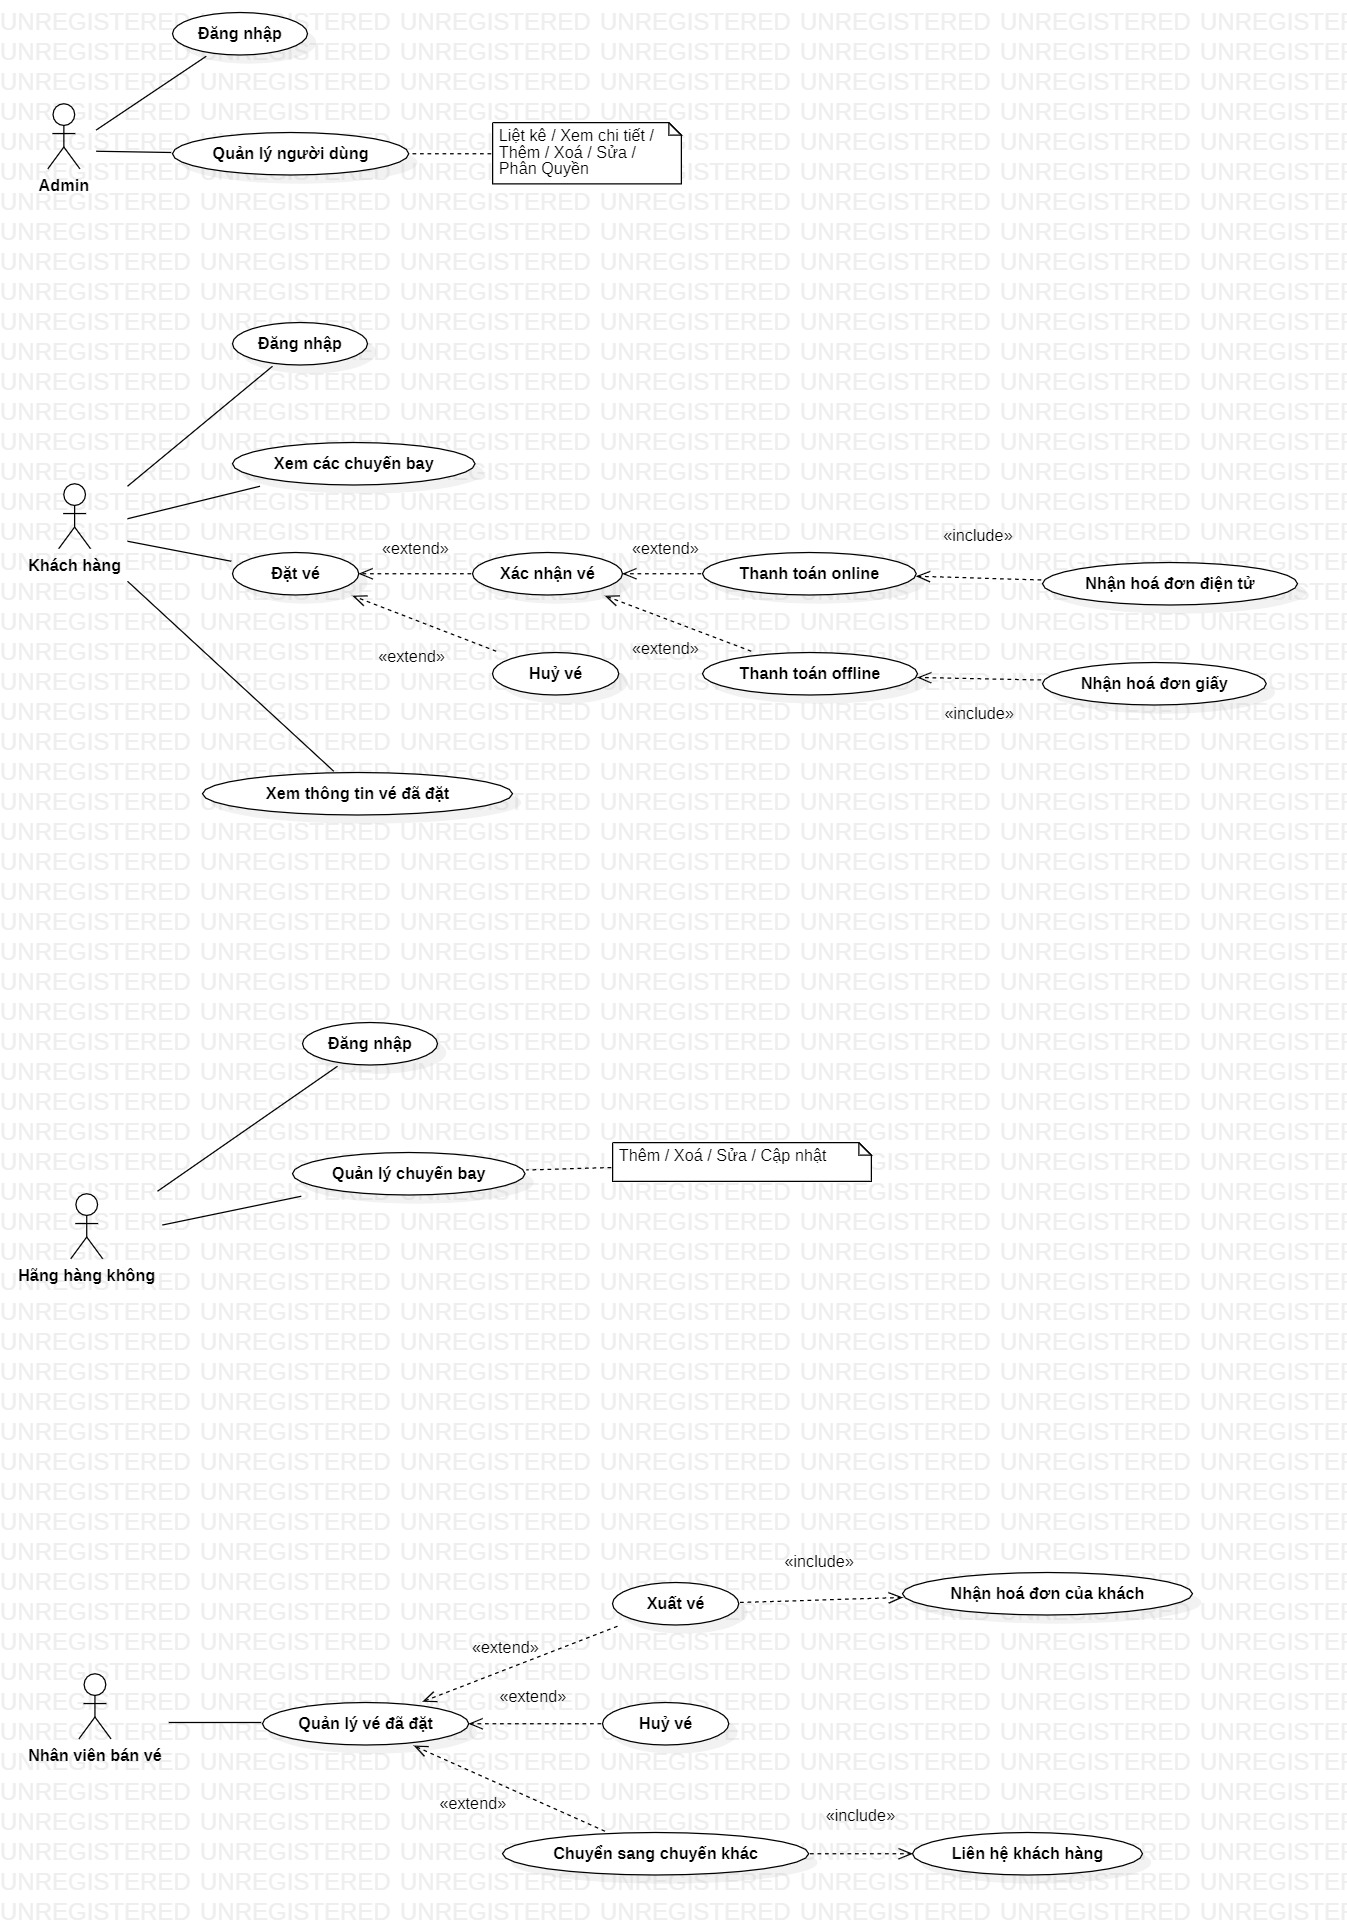 Đăng nhập
Admin
Quản lý người dùng
Liệt kê / Xem chi tiết /
Thêm / Xoá / Sửa /
Phân Quyền
Đăng nhập
Xem các chuyến bay
Khách hàng
Đặt vé
«extend»
Xác nhận vé
«extend»
Thanh toán online
«include»
Nhận hoá đơn điện tử
«extend»
Huỷ vé
«extend»
Thanh toán offline
«include»
Nhận hoá đơn giấy
Xem thông tin vé đã đặt
Đăng nhập
Quản lý chuyến bay
Thêm / Xoá / Sửa / Cập nhật
Hãng hàng không
«include»
Xuất vé
Nhận hoá đơn của khách
«extend»
«extend»
Quản lý vé đã đặt
Huỷ vé
Nhân viên bán vé
«extend»
«include»
Chuyển sang chuyến khác
Liên hệ khách hàng
UNREGISTERED